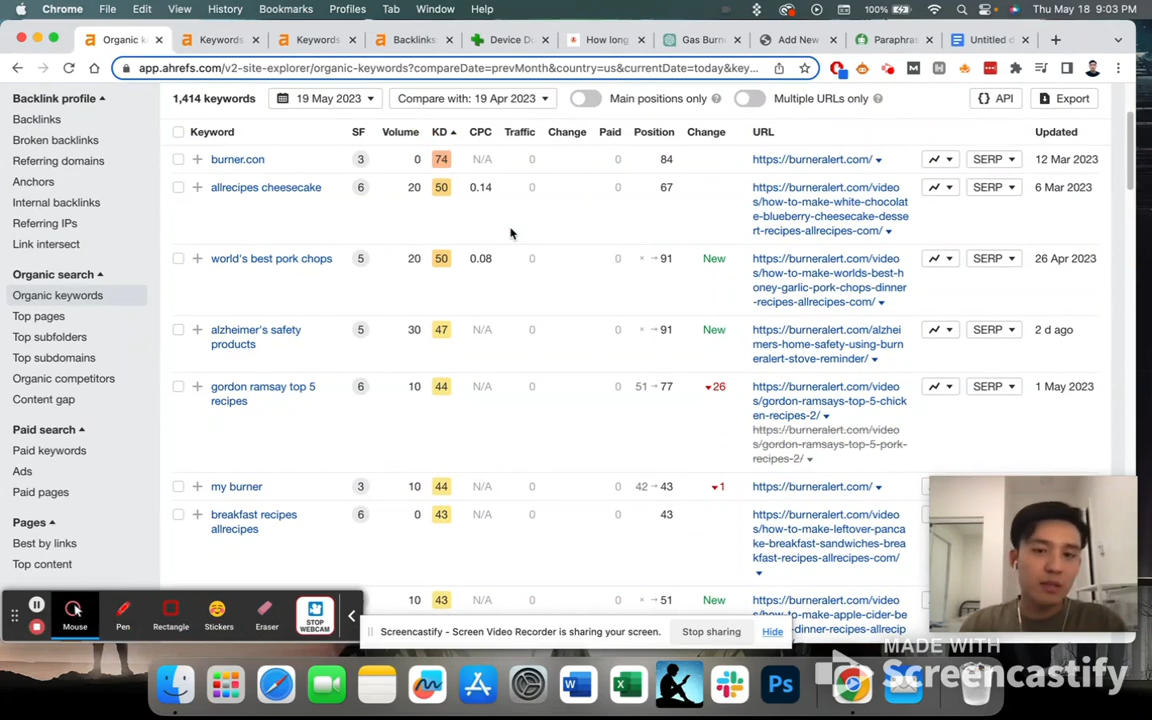 Chrome File Edit View History Bookmarks Profiles Tab Window Help 100% Thu May 18 9:03 PM
Organic k Keywords Keywords Backlinks Device D How long Gas Burn Add New Paraphras Untitled d
app.ahrefs.com/v2-site-explorer/organic-keywords?compareDate=prevMonth&country=us&currentDate=today&key...
Backlink profile
Backlinks
Broken backlinks
Referring domains
Anchors
Internal backlinks
Referring IPs
Link intersect
Organic search
Organic keywords
Top pages
Top subfolders
Top subdomains
Organic competitors
Content gap
Paid search
Paid keywords
Ads
Paid pages
Pages
Best by links
Top content
1,414 keywords 19 May 2023 Compare with: 19 Apr 2023 Main positions only Multiple URLs only API Export
Keyword SF Volume KD CPC Traffic Change Paid Position Change URL Updated
burner.con 3 0 74 N/A 0 0 84 https://burneralert.com/ SERP 12 Mar 2023
allrecipes cheesecake 6 20 50 0.14 0 0 67 https://burneralert.com/video SERP 6 Mar 2023
s/how-to-make-white-chocolat
e-blueberry-cheesecake-desse
rt-recipes-allrecipes-com/
world's best pork chops 5 20 50 0.08 0 0 × → 91 New https://burneralert.com/video SERP 26 Apr 2023
s/how-to-make-worlds-best-h
oney-garlic-pork-chops-dinner
-recipes-allrecipes-com/
alzheimer's safety 5 30 47 N/A 0 0 × → 91 New https://burneralert.com/alzhei SERP 2 d ago
products mers-home-safety-using-burn
eralert-stove-reminder/
gordon ramsay top 5 6 10 44 N/A 0 0 51 → 77 26 https://burneralert.com/video SERP 1 May 2023
recipes s/gordon-ramsays-top-5-chick
en-recipes-2/
https://burneralert.com/video
s/gordon-ramsays-top-5-pork-
recipes-2/
my burner 3 10 44 N/A 0 0 42 → 43 1 https://burneralert.com/
breakfast recipes 6 0 43 N/A 0 0 43 https://burneralert.com/video
allrecipes s/how-to-make-leftover-panca
ke-breakfast-sandwiches-brea
kfast-recipes-allrecipes-com/
10 43 N/A 0 0 × → 51 New https://burneralert.com/video
s/how-to-make-apple-cider-be
-dinner-recipes-allrecip
Mouse Pen Rectangle Stickers Eraser STOP
WEBCAM
Screencastify - Screen Video Recorder is sharing your screen. Stop sharing Hide
MADE WITH
Screencastify